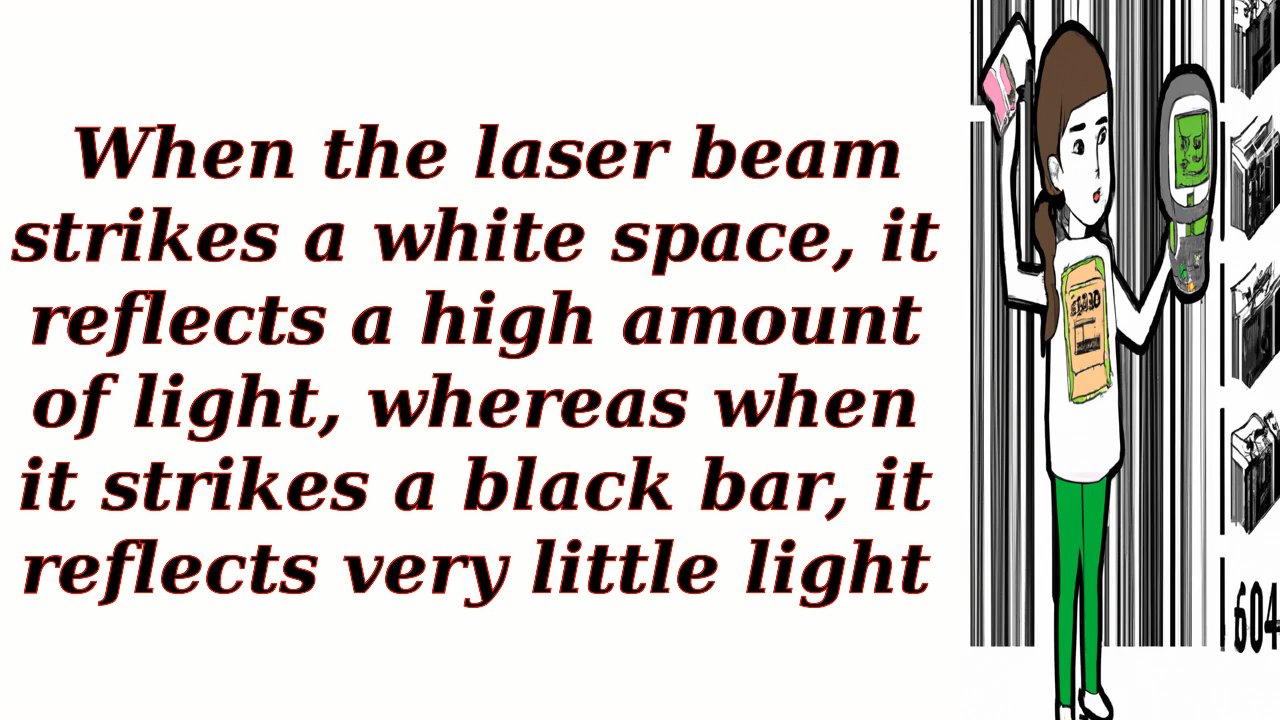 When the laser beam
strikes a white space, it
reflects a high amount
of light, whereas when
it strikes a black bar, it
reflects very little light
604